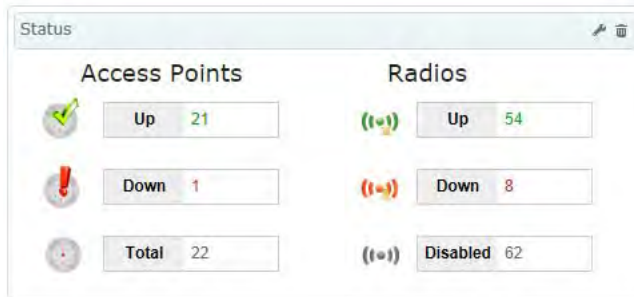 Status
Access Points Radios
Up 21 Up 54
Down 1 Down 8
Total 22 Disabled 62